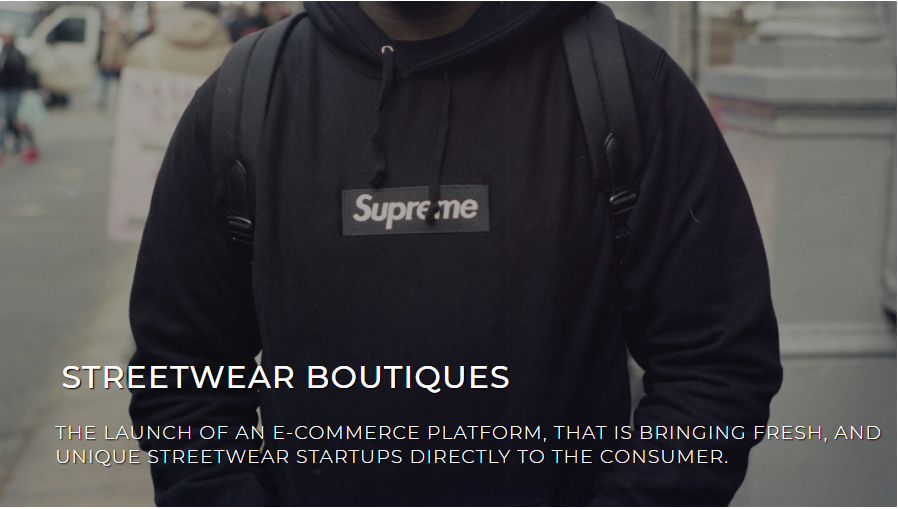 Supreme
STREETWEAR BOUTIQUES
THE LAUNCH OF AN E-COMMERCE PLATFORM, THAT IS BRINGING FRESH, AND
UNIQUE STREETWEAR STARTUPS DIRECTLY TO THE CONSUMER.